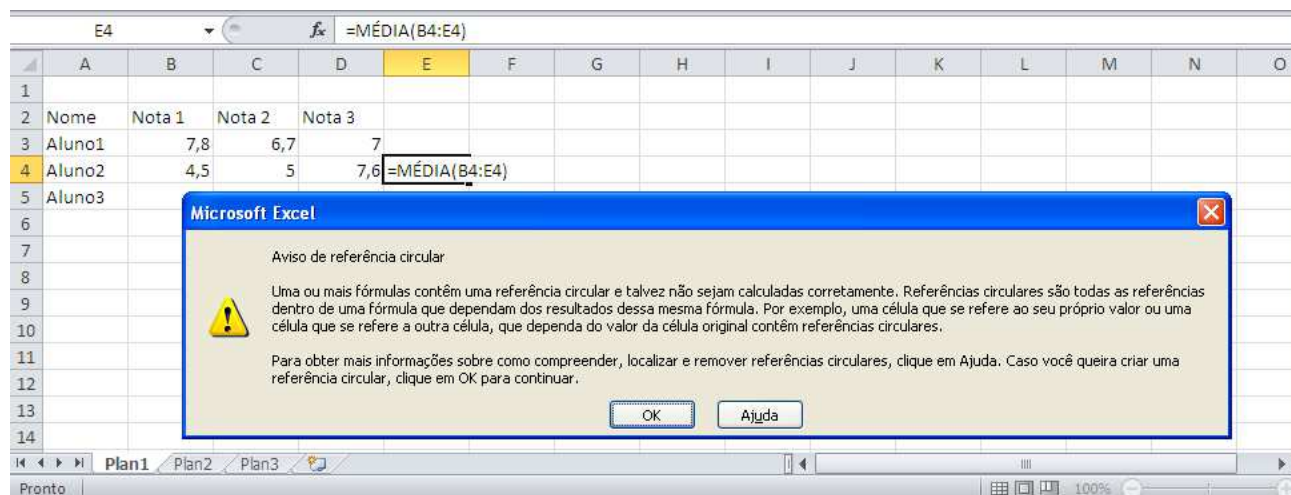 E4 fx =MÉDIA(B4:E4)
A B C D E F G H I J K L M N O
1
2 Nome Nota 1 Nota 2 Nota 3
3 Aluno1 7,8 6,7 7
4 Aluno2 4,5 5 7,6 =MÉDIA(B4:E4)
5 Aluno3
Microsoft Excel
6
7
8
9
10
11
12
13
14
Aviso de referência circular
Uma ou mais fórmulas contêm uma referência circular e talvez não sejam calculadas corretamente. Referências circulares são todas as referências
dentro de uma fórmula que dependam dos resultados dessa mesma fórmula. Por exemplo, uma célula que se refere ao seu próprio valor ou uma
célula que se refere a outra célula, que dependa do valor da célula original contêm referências circulares.
Para obter mais informações sobre como compreender, localizar e remover referências circulares, clique em Ajuda. Caso você queira criar uma
referência circular, clique em OK para continuar.
OK Ajuda
Plan1 Plan2 Plan3
Pronto 100%